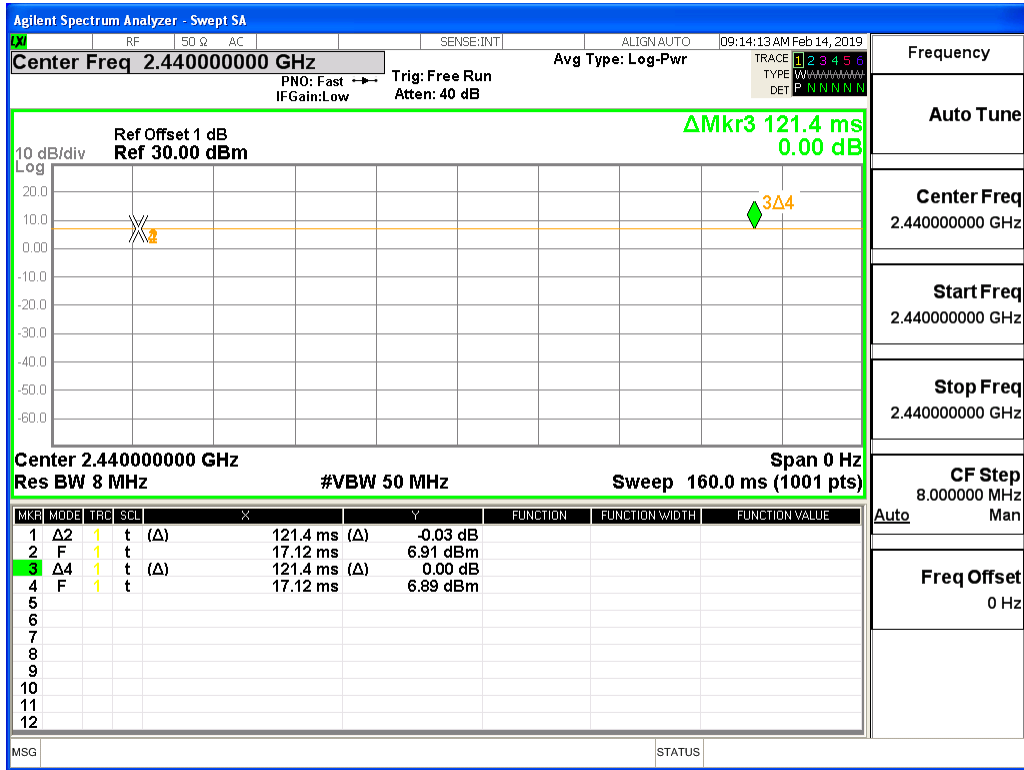 Agilent Spectrum Analyzer - Swept SA
LXI RF 50 Ω AC SENSE:INT ALIGN AUTO 09:14:13 AM Feb 14, 2019
Center Freq 2.440000000 GHz
PNO: Fast
IFGain:Low
Trig: Free Run
Atten: 40 dB
Avg Type: Log-Pwr
TRACE 1 2 3 4 5 6
TYPE W
DET P N N N N N
Ref Offset 1 dB
10 dB/div Ref 30.00 dBm
Log
ΔMkr3 121.4 ms
0.00 dB
20.0
10.0
0.00
-10.0
-20.0
-30.0
-40.0
-50.0
-60.0
3Δ4
Center 2.440000000 GHz Span 0 Hz
Res BW 8 MHz #VBW 50 MHz Sweep 160.0 ms (1001 pts)
MKR MODE TRC SCL X Y FUNCTION FUNCTION WIDTH FUNCTION VALUE
1 Δ2 1 t (Δ) 121.4 ms (Δ) -0.03 dB
2 F 1 t 17.12 ms 6.91 dBm
3 Δ4 1 t (Δ) 121.4 ms (Δ) 0.00 dB
4 F 1 t 17.12 ms 6.89 dBm
5
6
7
8
9
10
11
12
MSG STATUS
Frequency
Auto Tune
Center Freq
2.440000000 GHz
Start Freq
2.440000000 GHz
Stop Freq
2.440000000 GHz
CF Step
8.000000 MHz
Auto Man
Freq Offset
0 Hz